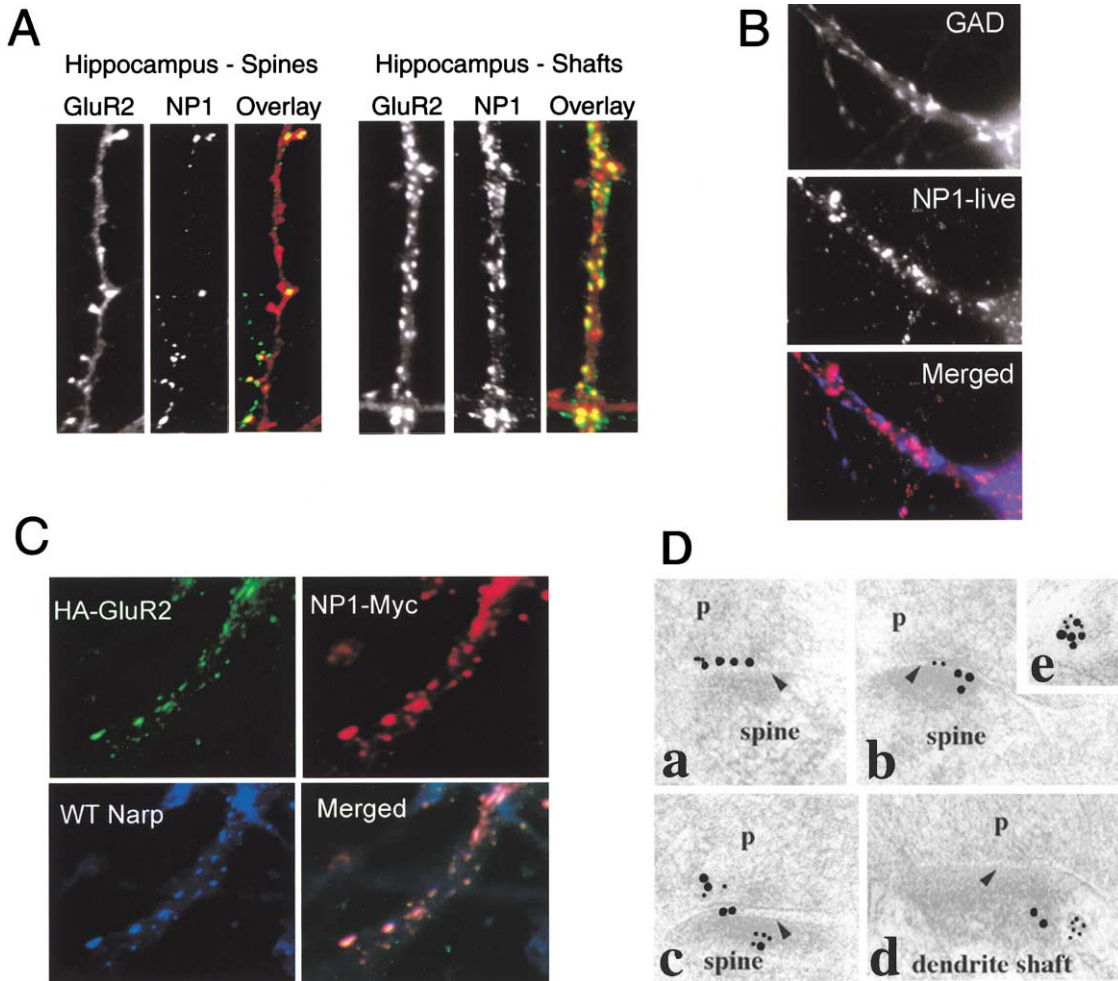 A
Hippocampus - Spines
GluR2 NP1 Overlay
Hippocampus - Shafts
GluR2 NP1 Overlay
B
GAD
NP1-live
Merged
C
HA-GluR2
NP1-Myc
WT Narp
Merged
D
p
spine
a
p
spine
b
e
p
spine
c
p
dendrite shaft
d